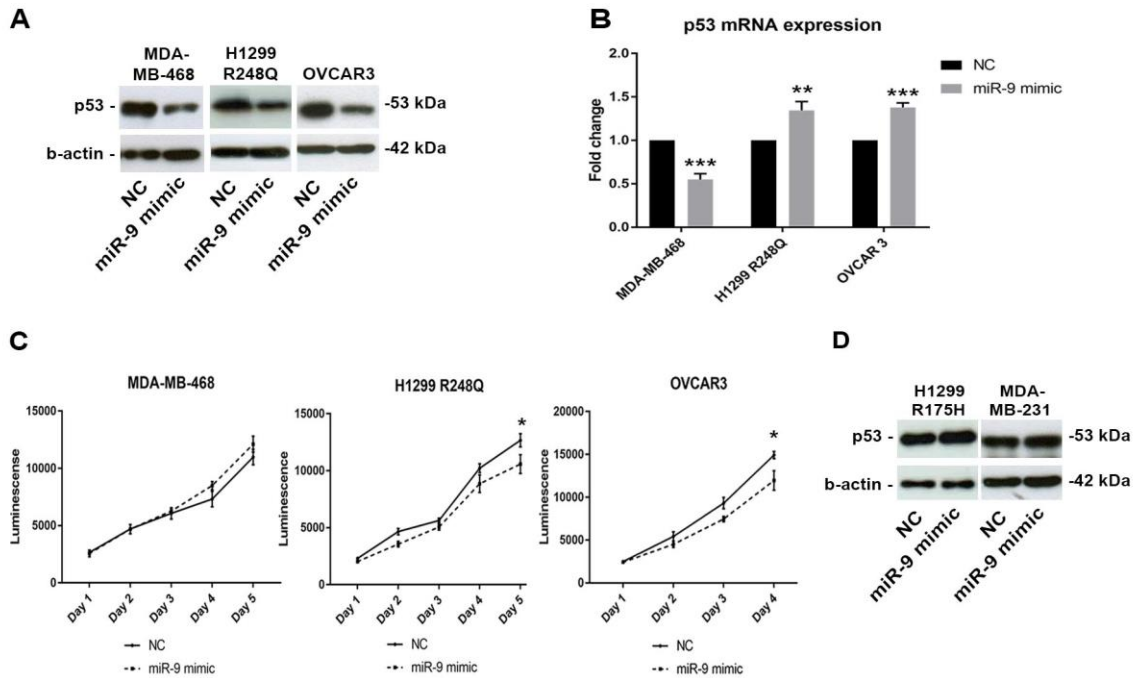 A
MDA-
MB-468
H1299
R248Q
OVCAR3
p53 -
-53 kDa
b-actin -
-42 kDa
NC
miR-9 mimic
NC
miR-9 mimic
NC
miR-9 mimic
B
p53 mRNA expression
NC
miR-9 mimic
Fold change
2.0
1.5
1.0
0.5
0.0
***
**
***
MDA-MB-468
H1299 R248Q
OVCAR 3
C
MDA-MB-468
Luminescense
15000
10000
5000
0
Day 1
Day 2
Day 3
Day 4
Day 5
NC
miR-9 mimic
H1299 R248Q
Luminescence
15000
10000
5000
0
*
Day 1
Day 2
Day 3
Day 4
Day 5
NC
miR-9 mimic
OVCAR3
Luminescence
20000
15000
10000
5000
0
*
Day 1
Day 2
Day 3
Day 4
NC
miR-9 mimic
D
H1299
R175H
MDA-
MB-231
p53 -
-53 kDa
b-actin -
-42 kDa
NC
miR-9 mimic
NC
miR-9 mimic